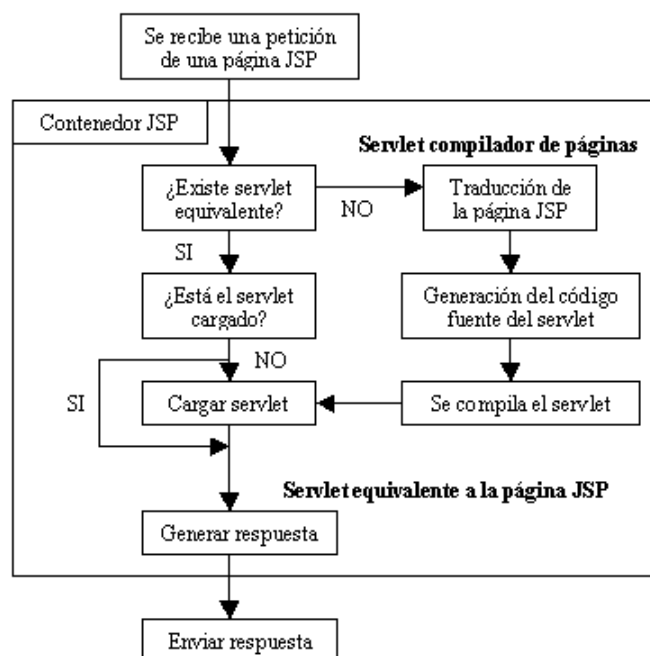 Se recibe una petición
de una página JSP
Contenedor JSP
Servlet compilador de páginas
¿Existe servlet
equivalente?
NO
Traducción de
la página JSP
SI
¿Está el servlet
cargado?
Generación del código
fuente del servlet
NO
SI
Cargar servlet
Se compila el servlet
Servlet equivalente a la página JSP
Generar respuesta
Enviar respuesta